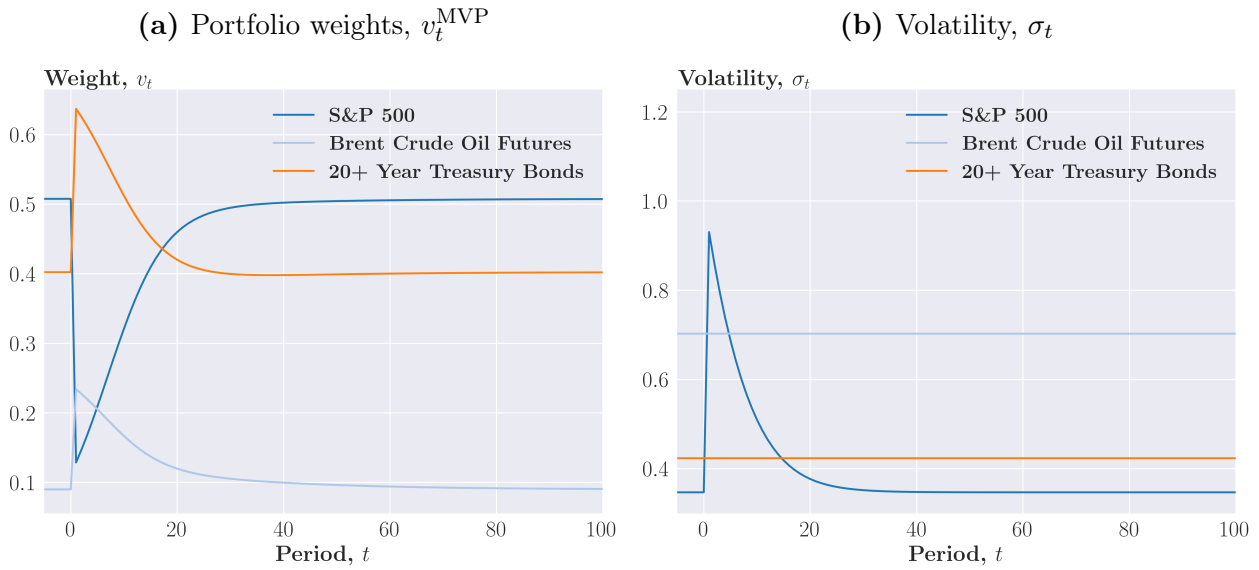 (a) Portfolio weights, v_t^MVP
Weight, v_t
S&P 500
Brent Crude Oil Futures
20+ Year Treasury Bonds
0.6
0.5
0.4
0.3
0.2
0.1
0 20 40 60 80 100
Period, t
(b) Volatility, σ_t
Volatility, σ_t
S&P 500
Brent Crude Oil Futures
20+ Year Treasury Bonds
1.2
1.0
0.8
0.6
0.4
0 20 40 60 80 100
Period, t